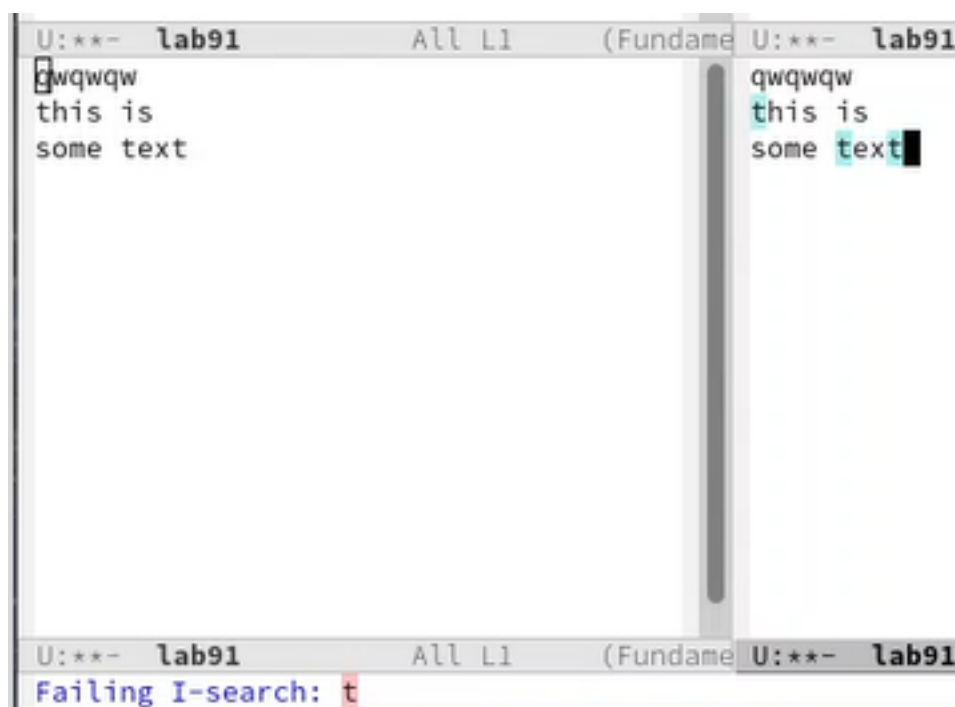 U:**-  lab91  All L1  (Fundame
U:**-  lab91
qwqwqw
this is
some text
qwqwqw
this is
some text
U:**-  lab91  All L1  (Fundame
U:**-  lab91
Failing I-search: t